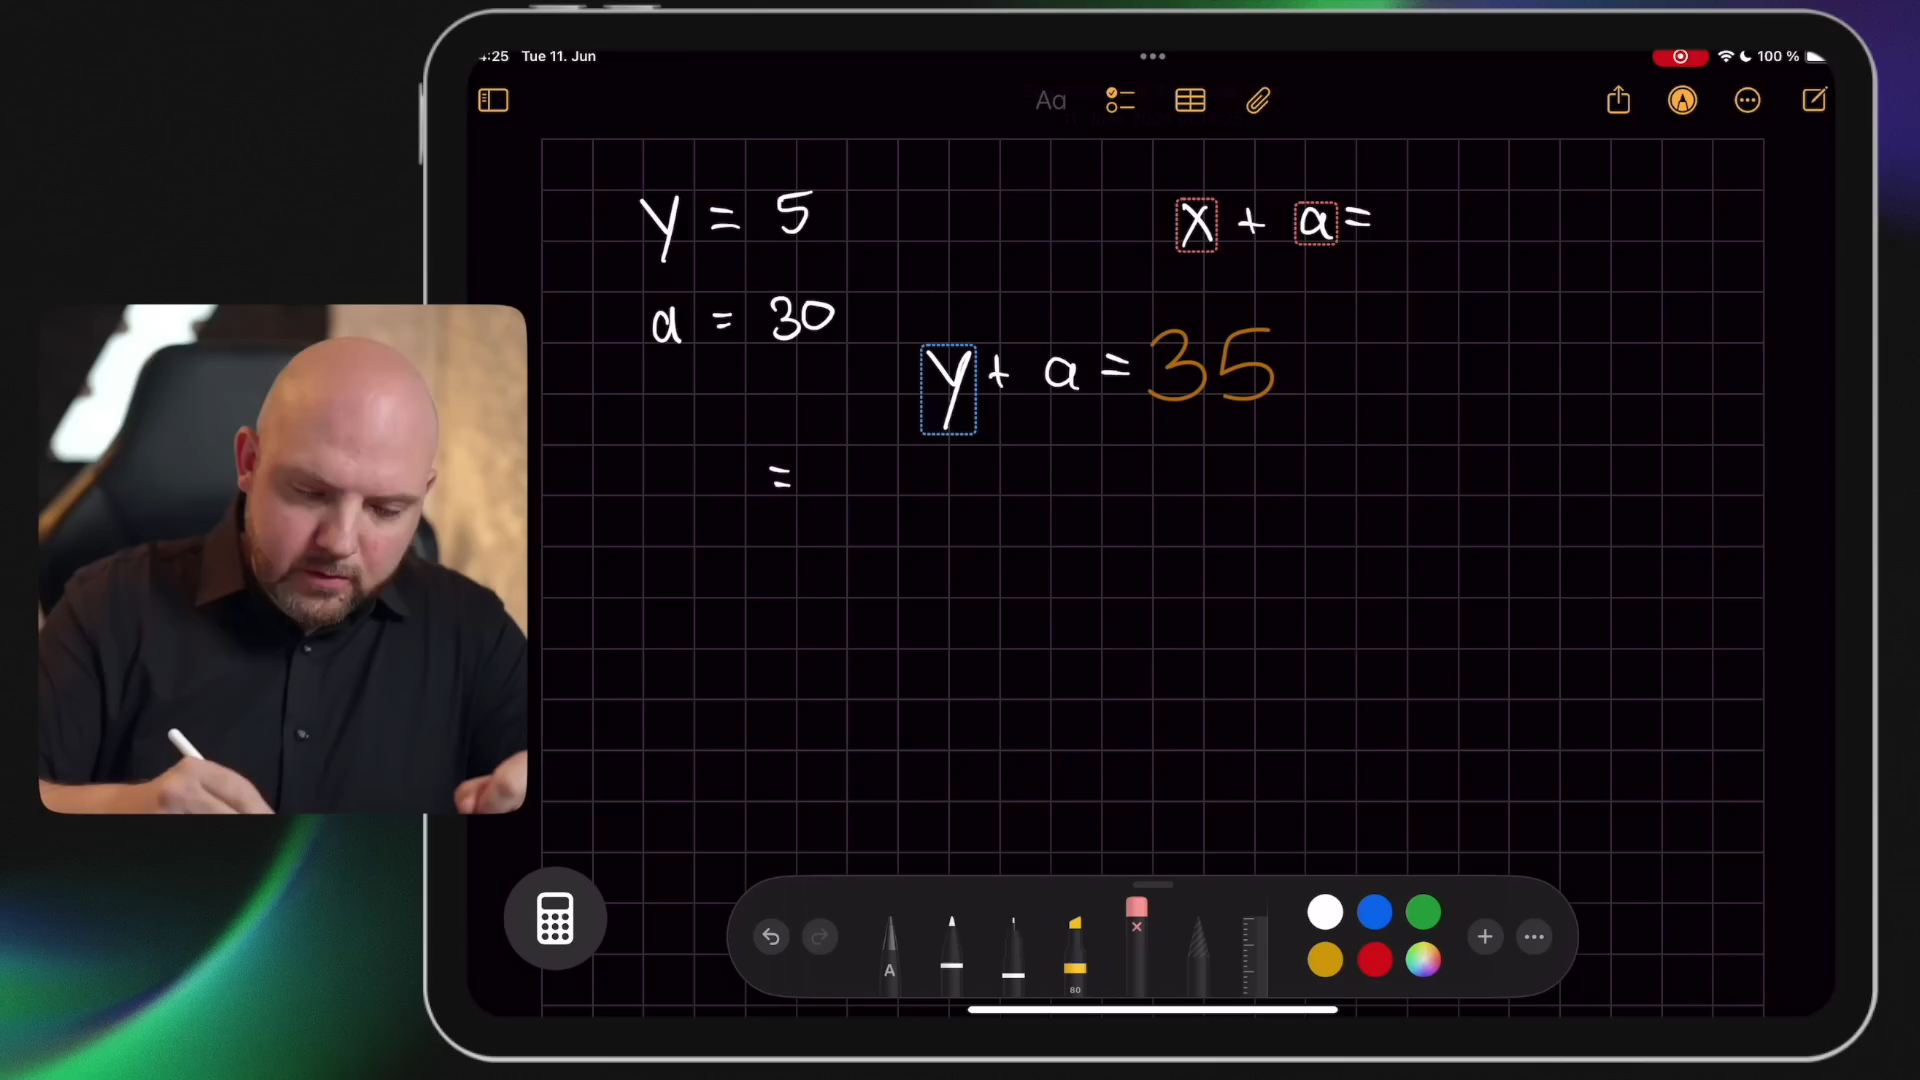 4:25 Tue 11. Jun
100 %
Aa
y = 5
x + a =
a = 30
y + a = 35
=
A
80